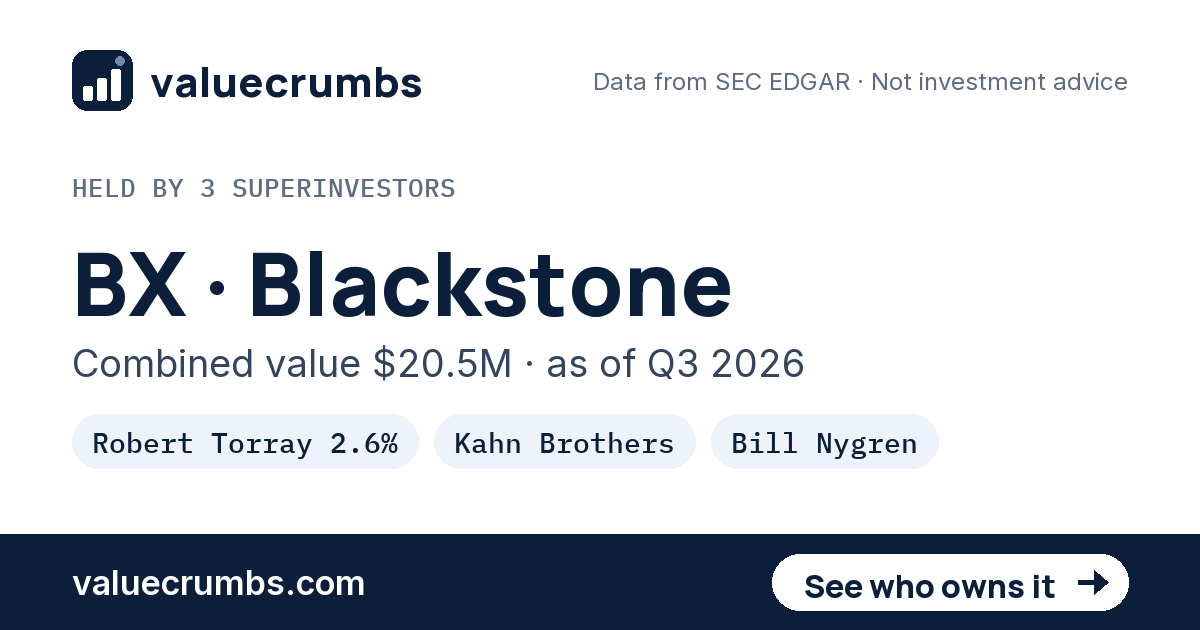 valuecrumbs
Data from SEC EDGAR · Not investment advice
HELD BY 3 SUPERINVESTORS
BX · Blackstone
Combined value $20.5M · as of Q3 2026
Robert Torray 2.6%
Kahn Brothers
Bill Nygren
valuecrumbs.com
See who owns it →